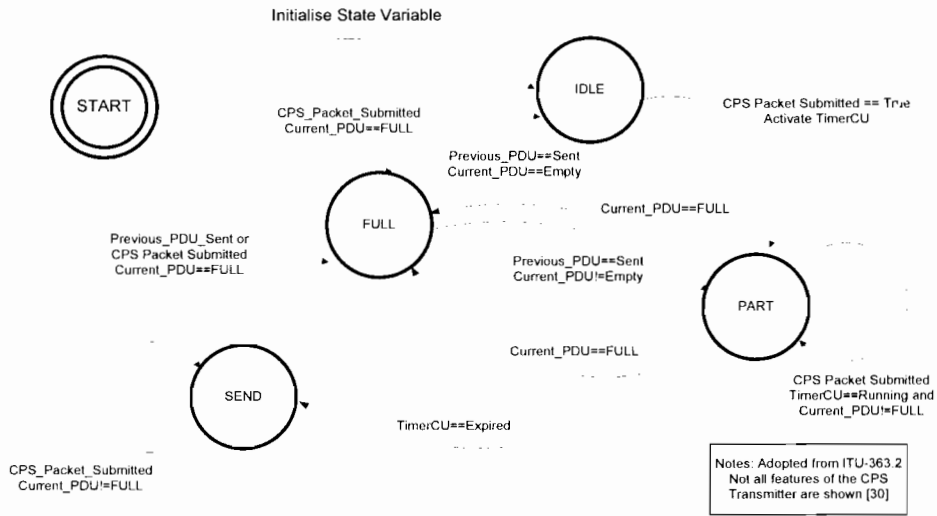 Initialise State Variable
START
IDLE
CPS Packet Submitted == True
Activate TimerCU
CPS_Packet_Submitted
Current_PDU==FULL
Previous_PDU==Sent
Current_PDU==Empty
FULL
Current_PDU==FULL
Previous_PDU_Sent or
CPS Packet Submitted
Current_PDU==FULL
Previous_PDU==Sent
Current_PDU!=Empty
PART
Current_PDU==FULL
CPS Packet Submitted
TimerCU==Running and
Current_PDU!=FULL
SEND
TimerCU==Expired
CPS_Packet_Submitted
Current_PDU!=FULL
Notes: Adopted from ITU-363.2
Not all features of the CPS
Transmitter are shown [30]